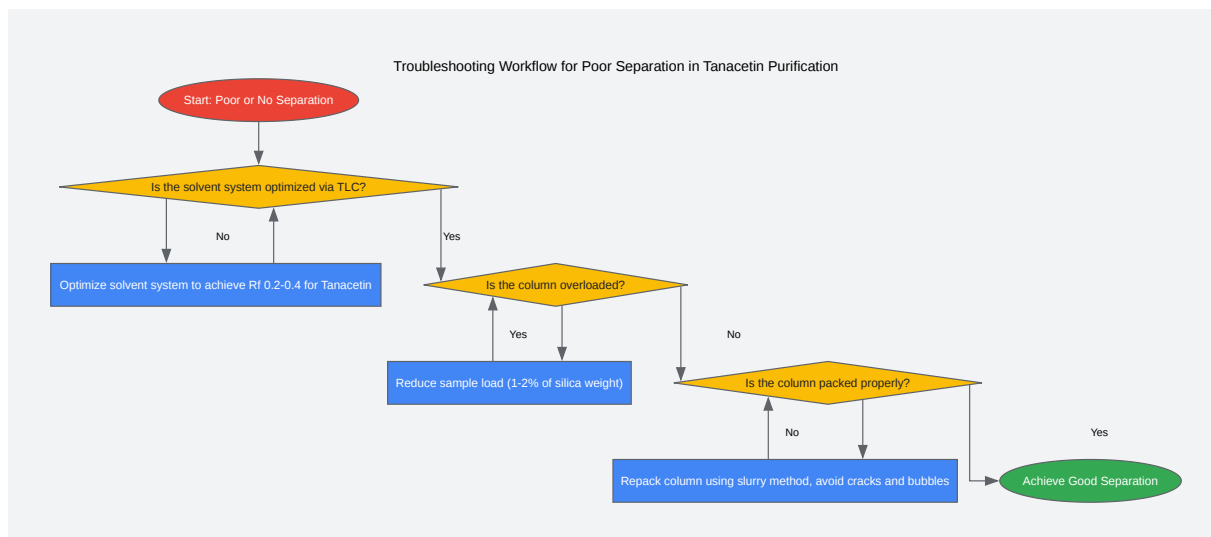 Troubleshooting Workflow for Poor Separation in Tanacetin Purification
Start: Poor or No Separation
Is the solvent system optimized via TLC?
No
Yes
Optimize solvent system to achieve Rf 0.2-0.4 for Tanacetin
Is the column overloaded?
Yes
No
Reduce sample load (1-2% of silica weight)
Is the column packed properly?
No
Yes
Repack column using slurry method, avoid cracks and bubbles
Achieve Good Separation